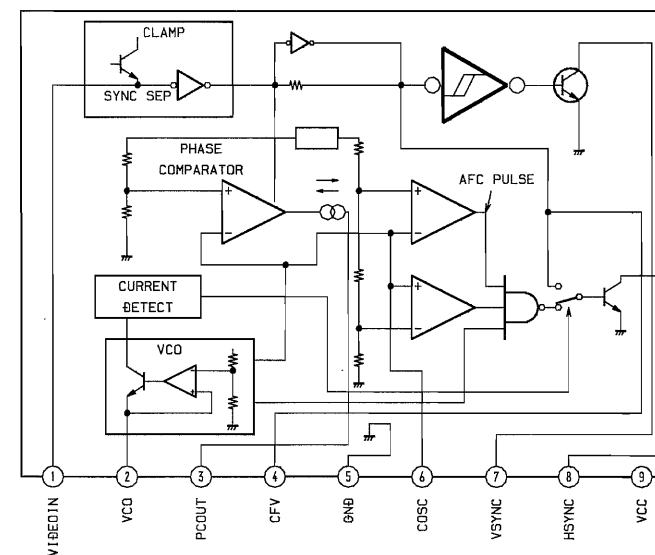 CLAMP
SYNC SEP
PHASE
COMPARATOR
+
−
+
−
AFC PULSE
CURRENT
DETECT
+
−
VCO
−
+
1
2
3
4
5
6
7
8
9
VIDEOIN
VCO
PCOUT
CFV
GND
COSC
VSYNC
HSYNC
VCC